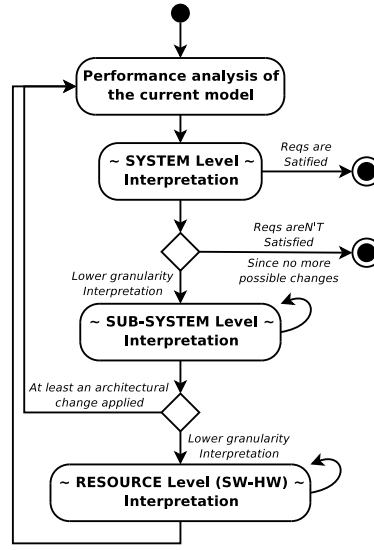 Performance analysis of
the current model
~ SYSTEM Level ~
Interpretation
Reqs are
Satified
Reqs areN'T
Satisfied
Since no more
possible changes
Lower granularity
Interpretation
~ SUB-SYSTEM Level ~
Interpretation
At least an architectural
change applied
Lower granularity
Interpretation
~ RESOURCE Level (SW-HW) ~
Interpretation